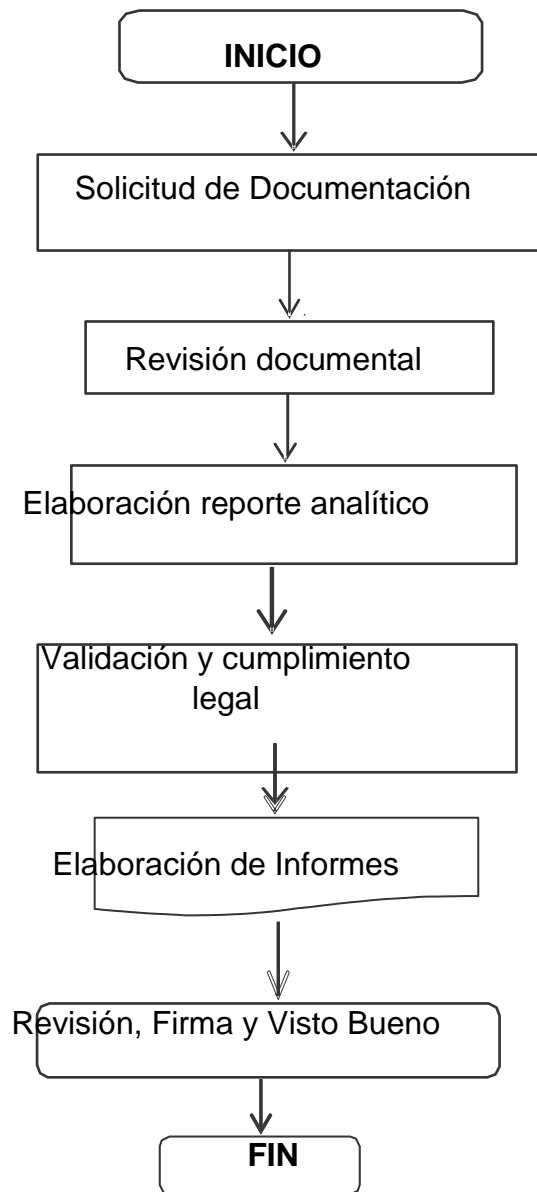 INICIO
Solicitud de Documentación
Revisión documental
Elaboración reporte analítico
Validación y cumplimiento
legal
Elaboración de Informes
Revisión, Firma y Visto Bueno
FIN